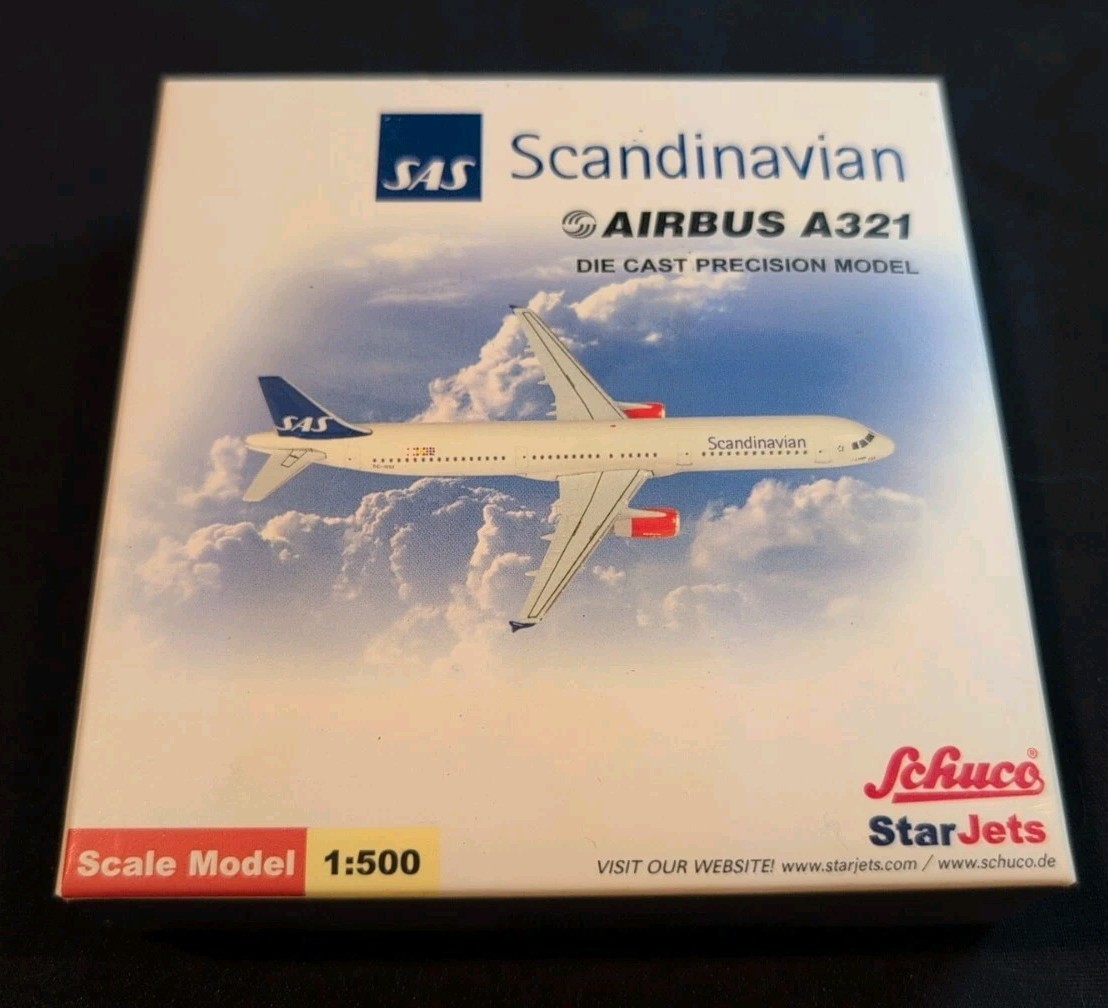 SAS
Scandinavian
AIRBUS A321
DIE CAST PRECISION MODEL
SAS
Scandinavian
Schuco®
StarJets
Scale Model 1:500
VISIT OUR WEBSITE! www.starjets.com / www.schuco.de